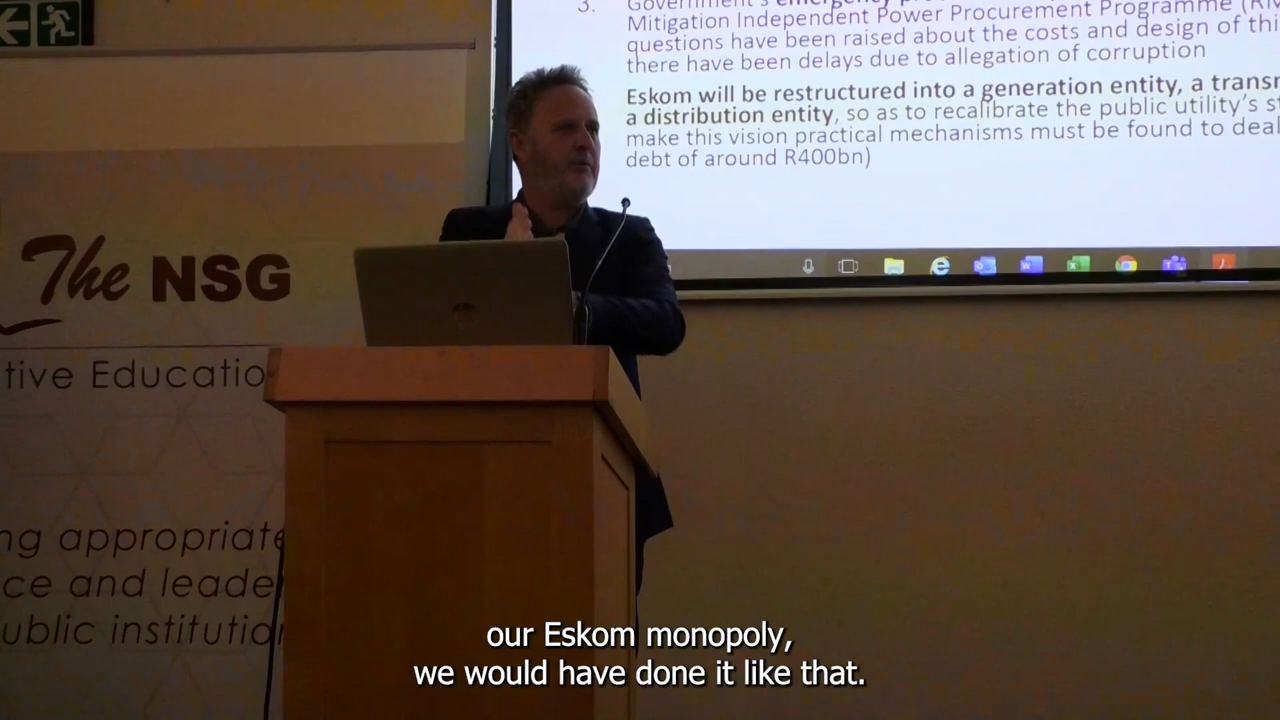 3. Government's emergency
Mitigation Independent Power Procurement Programme
questions have been raised about the costs and design of
there have been delays due to allegation of corruption
Eskom will be restructured into a generation entity, a
a distribution entity, so as to recalibrate the public utility's
make this vision practical mechanisms must be found to deal
debt of around R400bn)
The NSG
tive Educatio
ng appropriate
ce and leade
ublic institution
our Eskom monopoly,
we would have done it like that.